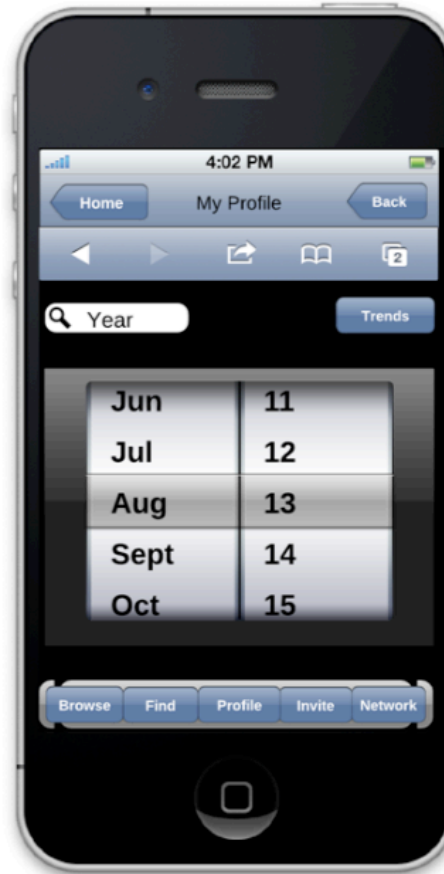 4:02 PM
Home My Profile Back
2
Year Trends
Jun 11
Jul 12
Aug 13
Sept 14
Oct 15
Browse Find Profile Invite Network